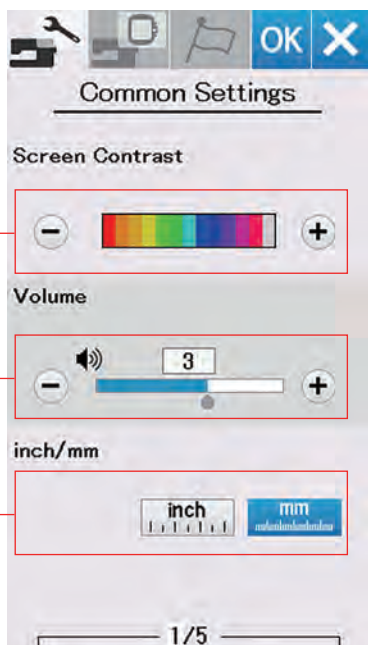 OK
Common Settings
Screen Contrast
Volume
3
inch/mm
inch mm
1/5